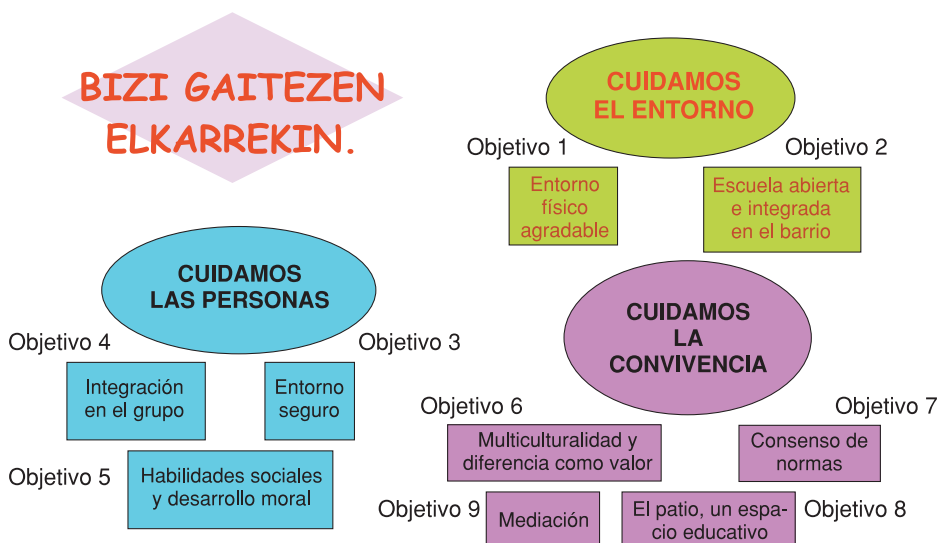 BIZI GAITEZEN
ELKARREKIN.
CUIDAMOS
EL ENTORNO
Objetivo 1
Objetivo 2
Entorno
físico
agradable
Escuela abierta
e integrada
en el barrio
CUIDAMOS
LAS PERSONAS
Objetivo 4
Objetivo 3
Integración
en el grupo
Entorno
seguro
Objetivo 5
Habilidades sociales
y desarrollo moral
CUIDAMOS
LA
CONVIVENCIA
Objetivo 6
Objetivo 7
Multiculturalidad y
diferencia como valor
Consenso de
normas
Objetivo 9
Mediación
El patio, un espa-
cio educativo
Objetivo 8